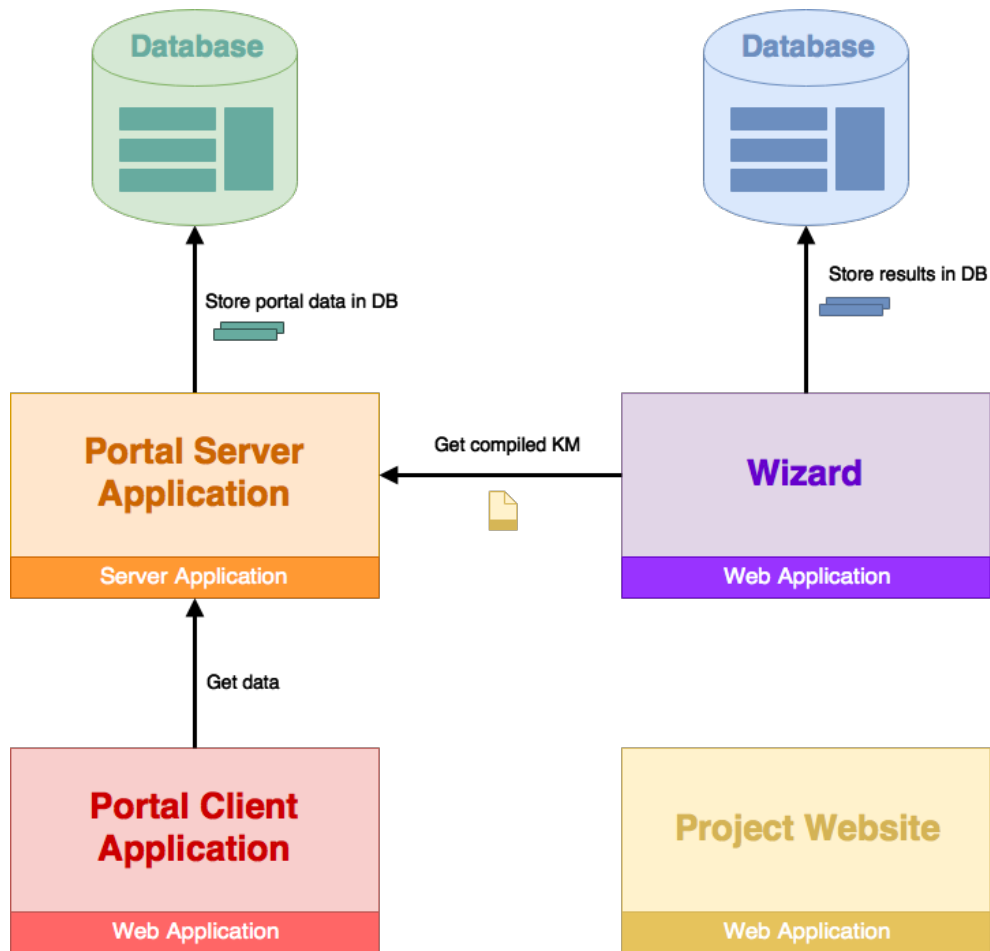 Database
Database
Store portal data in DB
Store results in DB
Portal Server
Application
Server Application
Get compiled KM
Wizard
Web Application
Get data
Portal Client
Application
Web Application
Project Website
Web Application